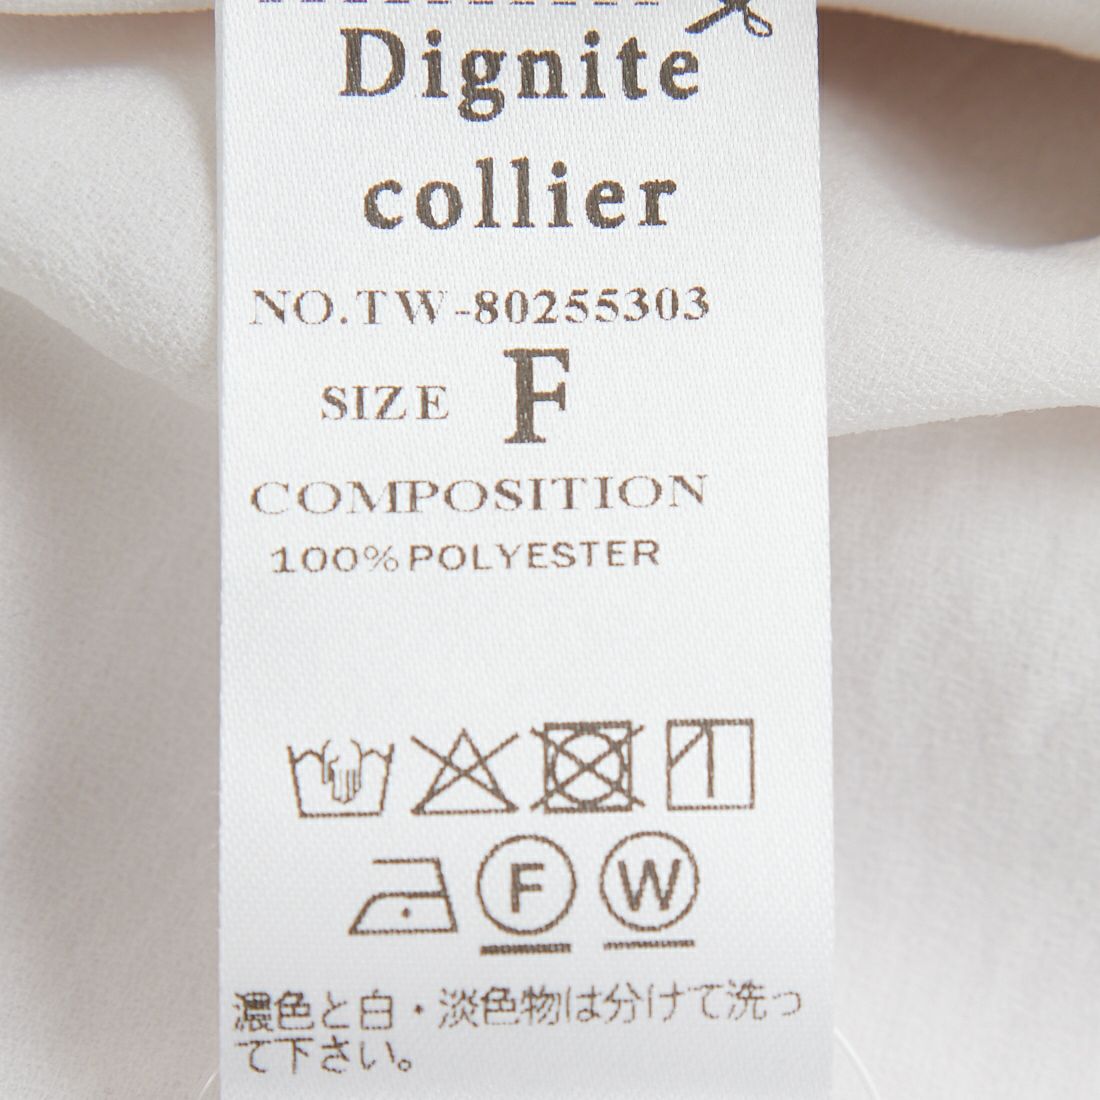 Dignite
collier
NO.TW-80255303
SIZE F
COMPOSITION
100%POLYESTER
F W
濃色と白・淡色物は分けて洗っ
て下さい。